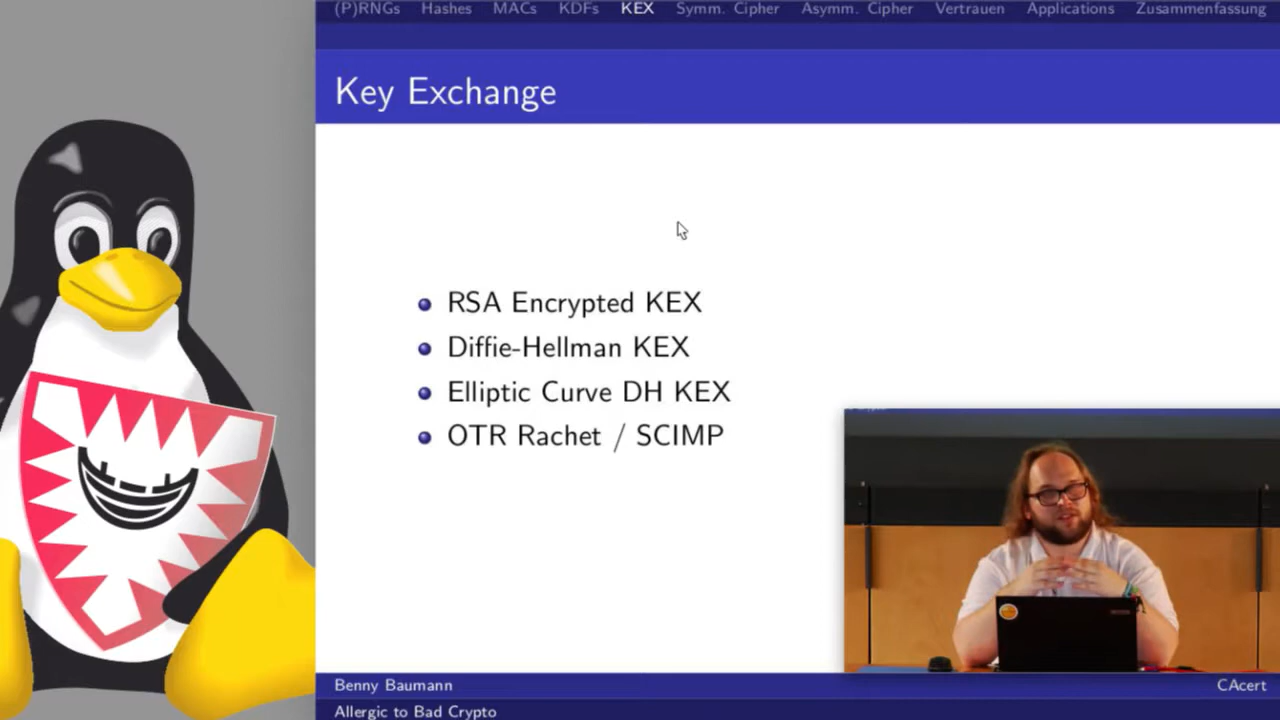 (P)RNGs Hashes MACs KDFs KEX Symm. Cipher Asymm. Cipher Vertrauen Applications Zusammenfassung
Key Exchange
RSA Encrypted KEX
Diffie-Hellman KEX
Elliptic Curve DH KEX
OTR Rachet / SCIMP
Benny Baumann CAcert
Allergic to Bad Crypto